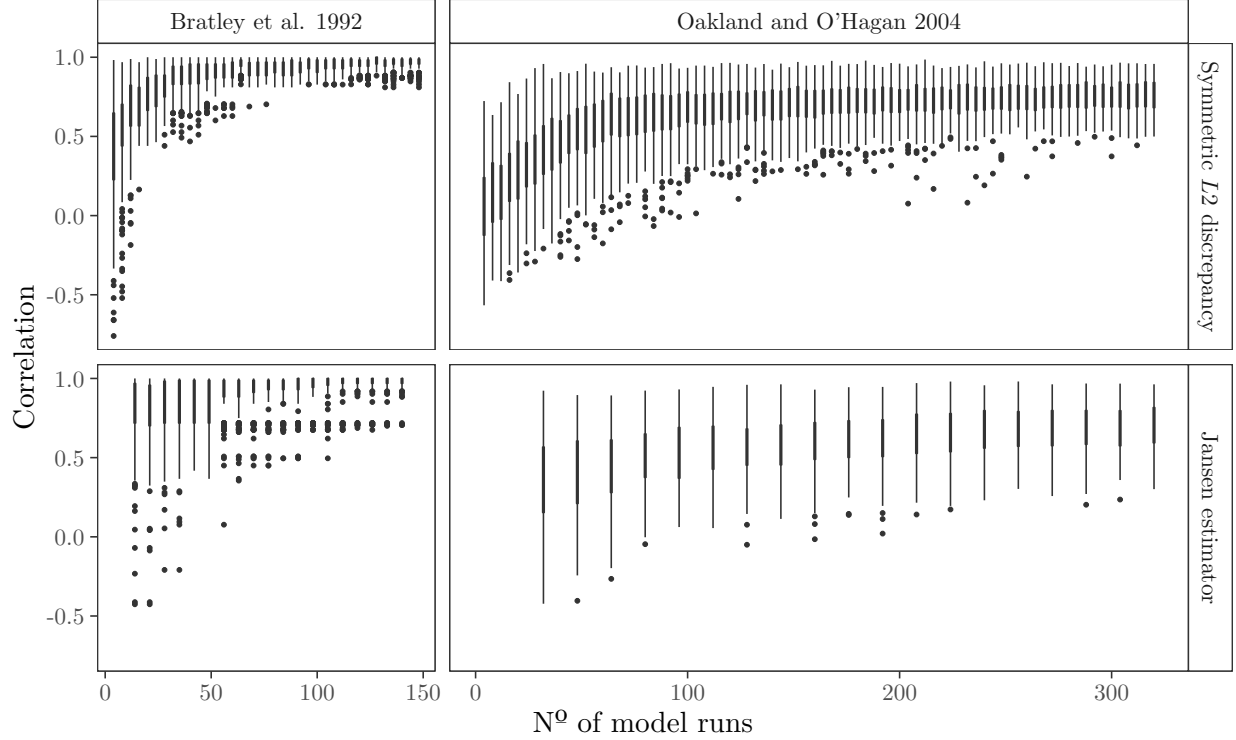 Bratley et al. 1992
Oakland and O'Hagan 2004
1.0
0.5
0.0
-0.5
Symmetric L2 discrepancy
Correlation
1.0
0.5
0.0
-0.5
Jansen estimator
0 50 100 150
0 100 200 300
Nº of model runs